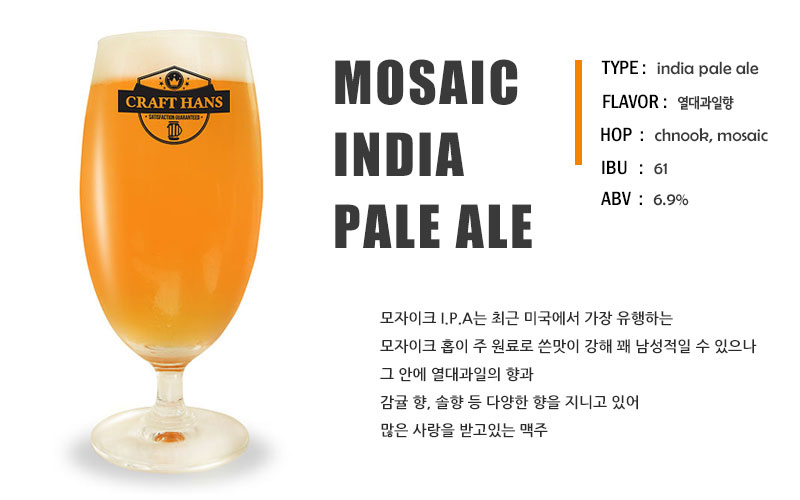 CRAFT HANS
SATISFACTION GUARANTEED
MOSAIC
INDIA
PALE ALE
TYPE : india pale ale
FLAVOR : 열대과일향
HOP : chnook, mosaic
IBU : 61
ABV : 6.9%
모자이크 I.P.A는 최근 미국에서 가장 유행하는
모자이크 홉이 주 원료로 쓴맛이 강해 꽤 남성적일 수 있으나
그 안에 열대과일의 향과
감귤 향, 솔향 등 다양한 향을 지니고 있어
많은 사랑을 받고있는 맥주